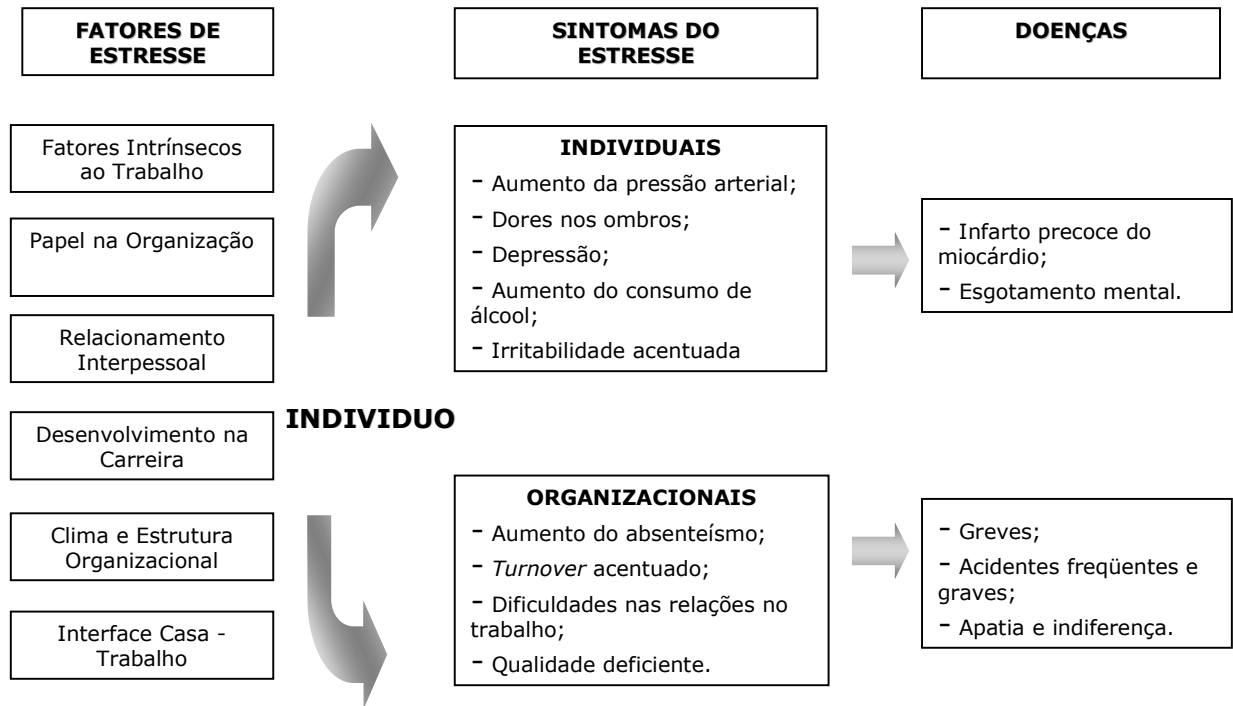 FATORES DE
ESTRESSE
SINTOMAS DO
ESTRESSE
DOENÇAS
Fatores Intrínsecos
ao Trabalho
Papel na Organização
Relacionamento
Interpessoal
Desenvolvimento na
Carreira
Clima e Estrutura
Organizacional
Interface Casa -
Trabalho
INDIVIDUO
INDIVIDUAIS
- Aumento da pressão arterial;
- Dores nos ombros;
- Depressão;
- Aumento do consumo de
álcool;
- Irritabilidade acentuada
- Infarto precoce do
miocárdio;
- Esgotamento mental.
ORGANIZACIONAIS
- Aumento do absenteísmo;
- Turnover acentuado;
- Dificuldades nas relações no
trabalho;
- Qualidade deficiente.
- Greves;
- Acidentes freqüentes e
graves;
- Apatia e indiferença.